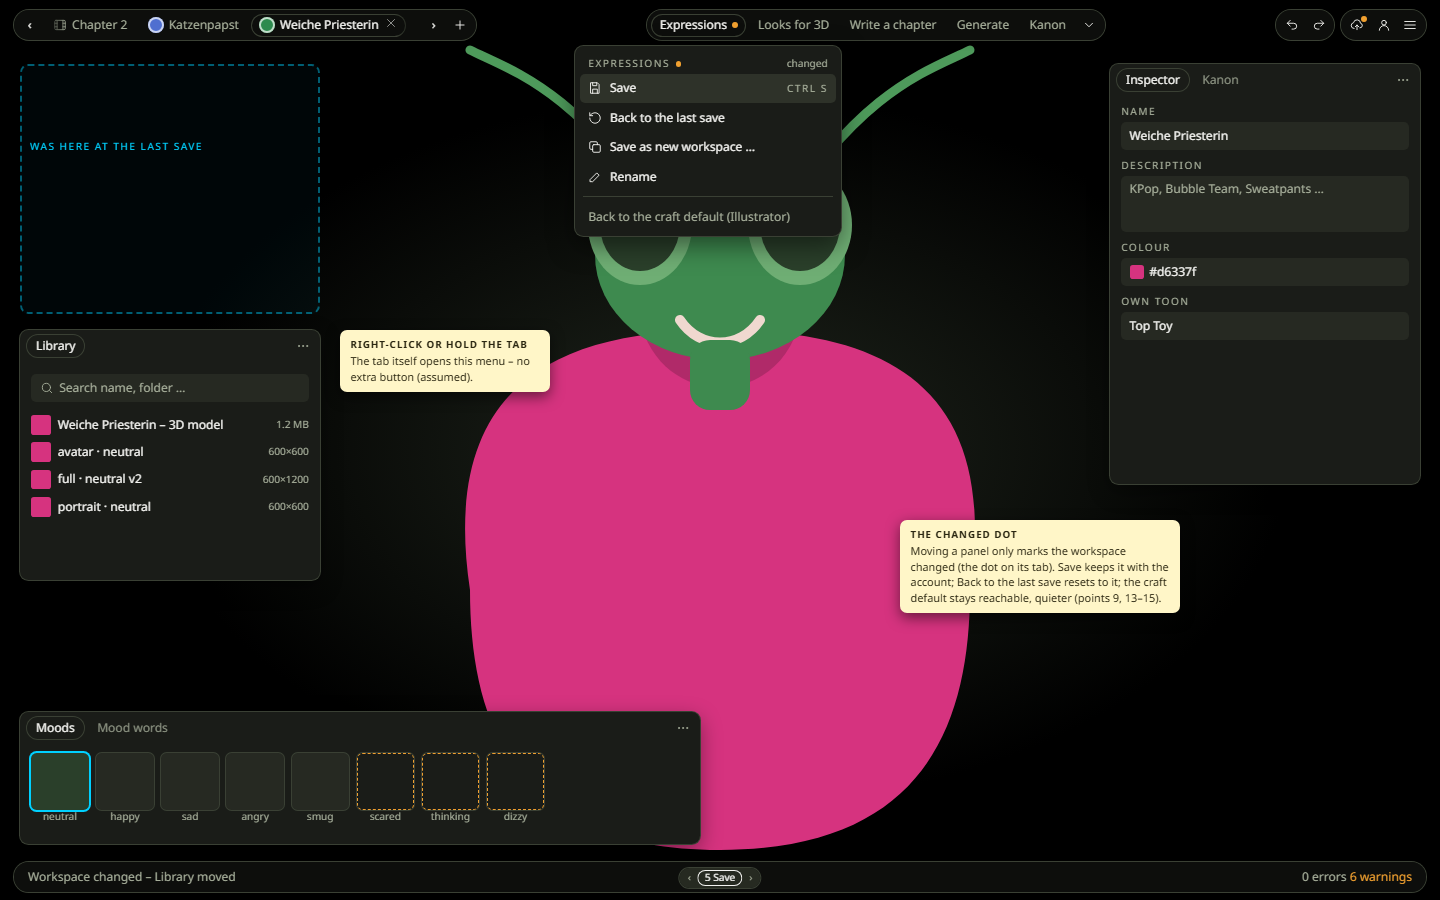 Chapter 2
Katzenpapst
Weiche Priesterin
Expressions
Looks for 3D
Write a chapter
Generate
Kanon
EXPRESSIONS
changed
Save
CTRL S
Back to the last save
Save as new workspace ...
Rename
Back to the craft default (Illustrator)
WAS HERE AT THE LAST SAVE
Library
Search name, folder ...
Weiche Priesterin – 3D model
1.2 MB
avatar · neutral
600×600
full · neutral v2
600×1200
portrait · neutral
600×600
RIGHT-CLICK OR HOLD THE TAB
The tab itself opens this menu – no
extra button (assumed).
Inspector
Kanon
NAME
Weiche Priesterin
DESCRIPTION
KPop, Bubble Team, Sweatpants ...
COLOUR
#d6337f
OWN TOON
Top Toy
THE CHANGED DOT
Moving a panel only marks the workspace
changed (the dot on its tab). Save keeps it with the
account; Back to the last save resets to it; the craft
default stays reachable, quieter (points 9, 13–15).
Moods
Mood words
neutral
happy
sad
angry
smug
scared
thinking
dizzy
Workspace changed – Library moved
5 Save
0 errors 6 warnings